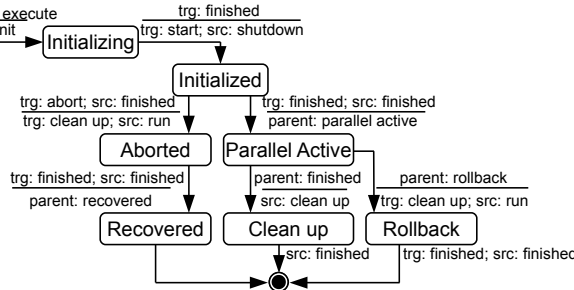 execute
trg: finished
Initializing
trg: start; src: shutdown
Initialized
trg: abort; src: finished
trg: finished; src: finished
trg: clean up; src: run
parent: parallel active
Aborted
Parallel Active
trg: finished; src: finished
parent: finished
parent: rollback
parent: recovered
src: clean up
trg: clean up; src: run
Recovered
Clean up
Rollback
src: finished
trg: finished; src: finished